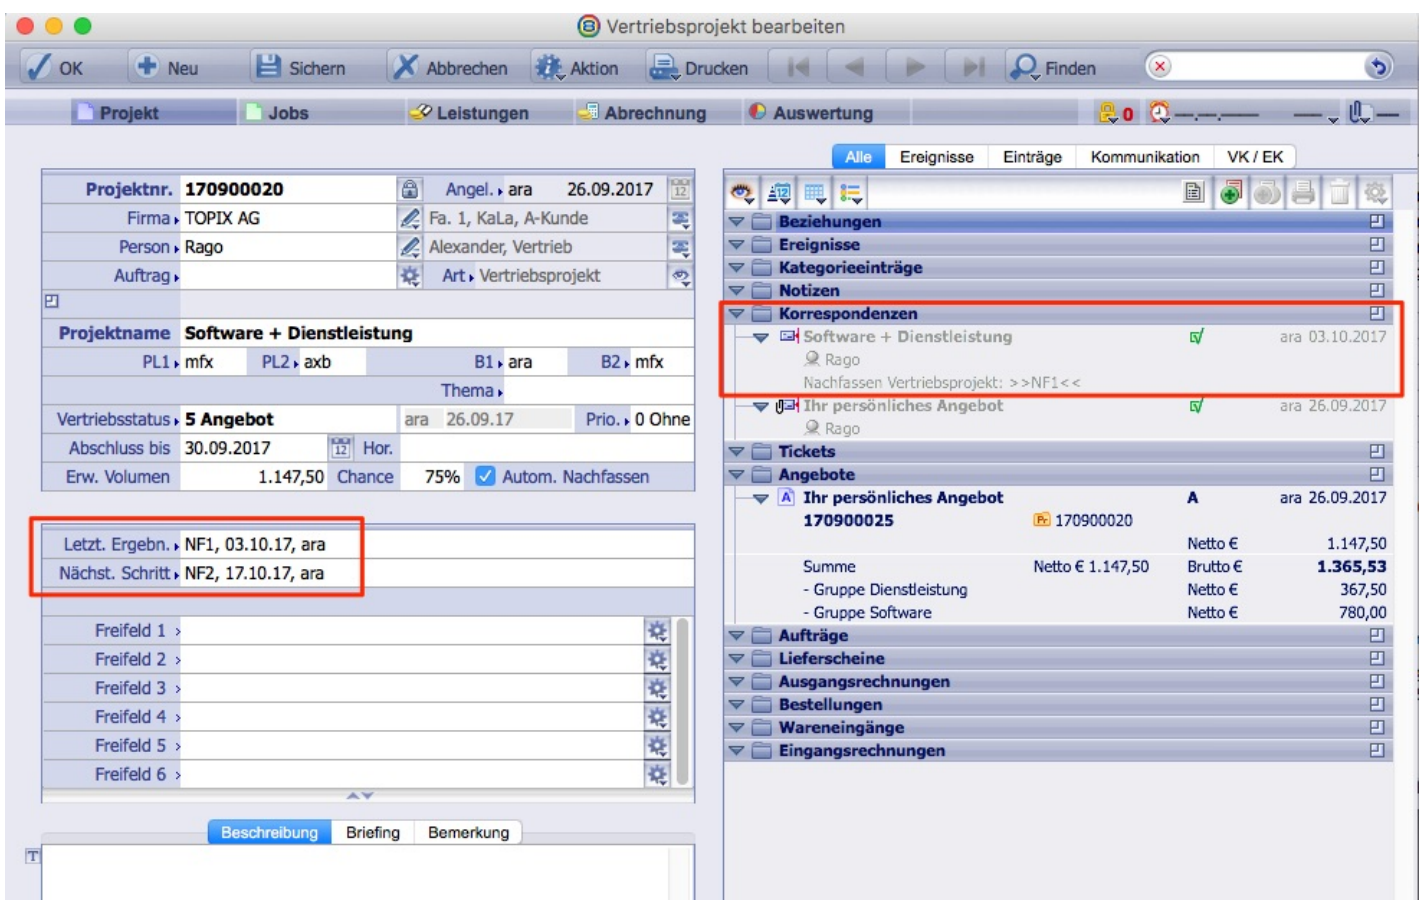 Vertriebsprojekt bearbeiten
OK Neu Sichern Abbrechen Aktion Drucken Finden
Projekt Jobs Leistungen Abrechnung Auswertung 0
Alle Ereignisse Einträge Kommunikation VK / EK
Projektnr. 170900020 Angel. ara 26.09.2017
Firma TOPIX AG Fa. 1, KaLa, A-Kunde
Person Rago Alexander, Vertrieb
Auftrag Art Vertriebsprojekt
Projektname Software + Dienstleistung
PL1 mfx PL2 axb B1 ara B2 mfx
Thema
Vertriebsstatus 5 Angebot ara 26.09.17 Prio. 0 Ohne
Abschluss bis 30.09.2017 12 Hor.
Erw. Volumen 1.147,50 Chance 75% Autom. Nachfassen
Letzt. Ergebn. NF1, 03.10.17, ara
Nächst. Schritt NF2, 17.10.17, ara
Freifeld 1
Freifeld 2
Freifeld 3
Freifeld 4
Freifeld 5
Freifeld 6
Beschreibung Briefing Bemerkung
T
Beziehungen
Ereignisse
Kategorieeinträge
Notizen
Korrespondenzen
Software + Dienstleistung ara 03.10.2017
Rago
Nachfassen Vertriebsprojekt: >>NF1<<
Ihr persönliches Angebot ara 26.09.2017
Rago
Tickets
Angebote
A Ihr persönliches Angebot A ara 26.09.2017
170900025 Pr 170900020
Netto € 1.147,50
Summe Netto € 1.147,50 Brutto € 1.365,53
- Gruppe Dienstleistung Netto € 367,50
- Gruppe Software Netto € 780,00
Aufträge
Lieferscheine
Ausgangsrechnungen
Bestellungen
Wareneingänge
Eingangsrechnungen